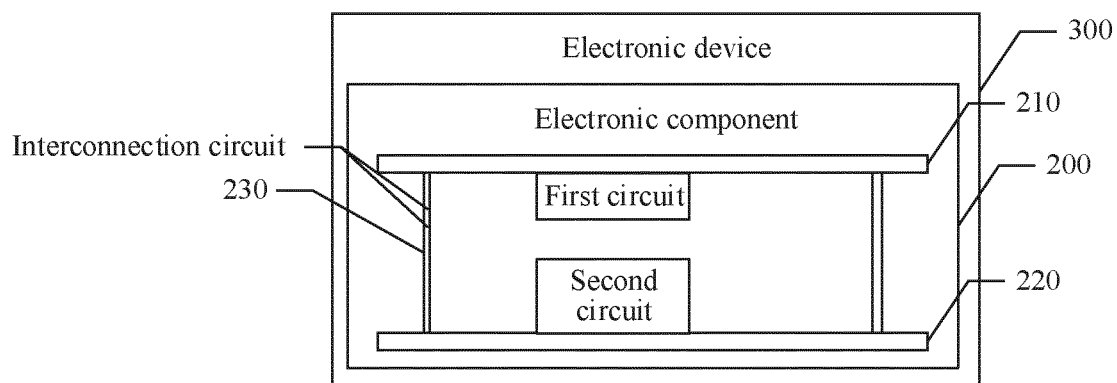 Electronic device
300
Electronic component
210
Interconnection circuit
200
230
First circuit
Second
circuit
220